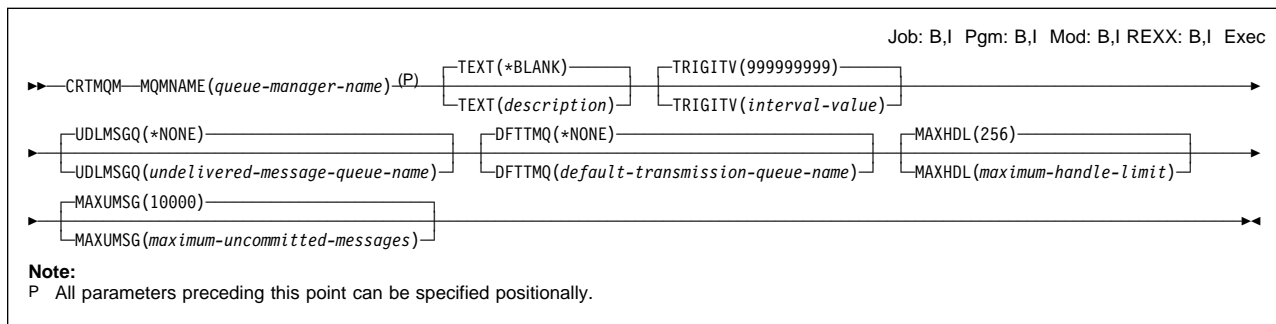 Job: B,I Pgm: B,I Mod: B,I REXX: B,I Exec
TEXT(*BLANK) TRIGITV(999999999)
CRTMQM MQMNAME(queue-manager-name) (P)
TEXT(description) TRIGITV(interval-value)
UDLMSGQ(*NONE) DFTTMQ(*NONE) MAXHDL(256)
UDLMSGQ(undelivered-message-queue-name) DFTTMQ(default-transmission-queue-name) MAXHDL(maximum-handle-limit)
MAXUMSG(10000)
MAXUMSG(maximum-uncommitted-messages)
Note:
P All parameters preceding this point can be specified positionally.